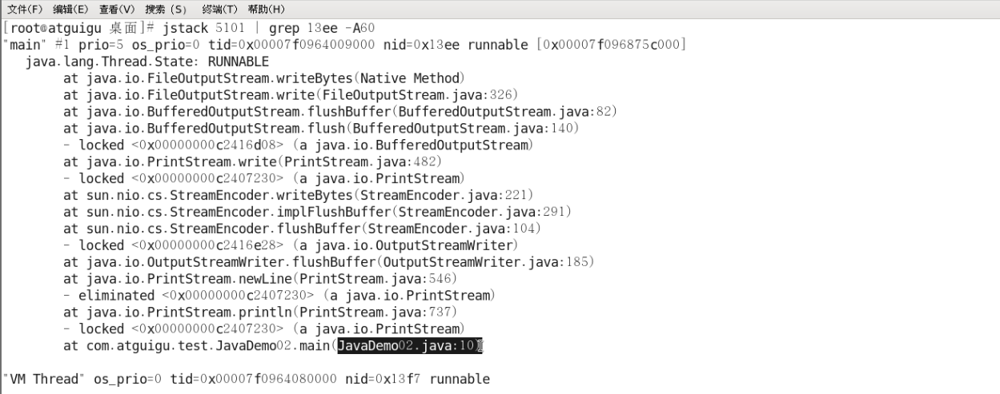 文件(F) 编辑(E) 查看(V) 搜索 (S) 终端(T) 帮助(H)
[root@atguigu 桌面]# jstack 5101 | grep 13ee -A60
"main" #1 prio=5 os_prio=0 tid=0x00007f0964009000 nid=0x13ee runnable [0x00007f096875c000]
   java.lang.Thread.State: RUNNABLE
        at java.io.FileOutputStream.writeBytes(Native Method)
        at java.io.FileOutputStream.write(FileOutputStream.java:326)
        at java.io.BufferedOutputStream.flushBuffer(BufferedOutputStream.java:82)
        at java.io.BufferedOutputStream.flush(BufferedOutputStream.java:140)
        - locked <0x00000000c2416d08> (a java.io.BufferedOutputStream)
        at java.io.PrintStream.write(PrintStream.java:482)
        - locked <0x00000000c2407230> (a java.io.PrintStream)
        at sun.nio.cs.StreamEncoder.writeBytes(StreamEncoder.java:221)
        at sun.nio.cs.StreamEncoder.implFlushBuffer(StreamEncoder.java:291)
        at sun.nio.cs.StreamEncoder.flushBuffer(StreamEncoder.java:104)
        - locked <0x00000000c2416e28> (a java.io.OutputStreamWriter)
        at java.io.OutputStreamWriter.flushBuffer(OutputStreamWriter.java:185)
        at java.io.PrintStream.newLine(PrintStream.java:546)
        - eliminated <0x00000000c2407230> (a java.io.PrintStream)
        at java.io.PrintStream.println(PrintStream.java:737)
        - locked <0x00000000c2407230> (a java.io.PrintStream)
        at com.atguigu.test.JavaDemo02.main(JavaDemo02.java:10)
"VM Thread" os_prio=0 tid=0x00007f0964080000 nid=0x13f7 runnable